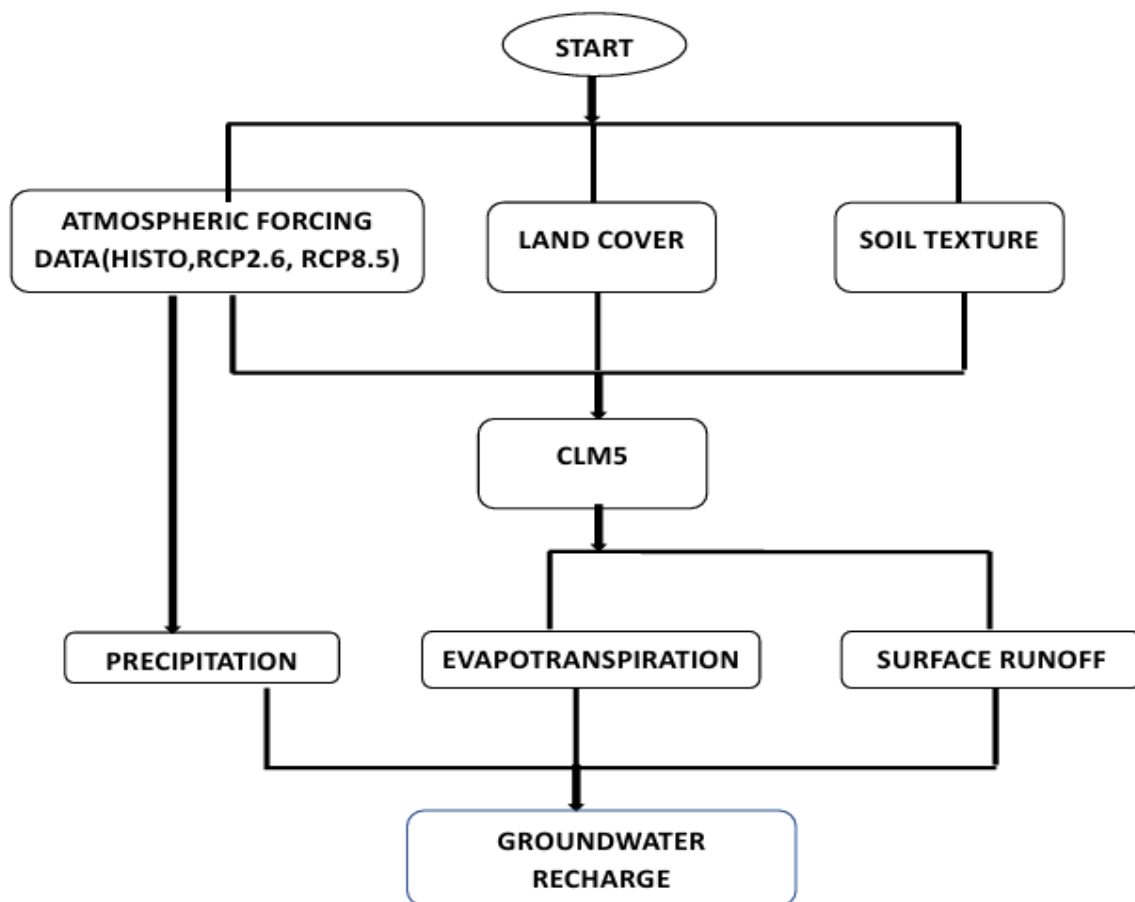 START
ATMOSPHERIC FORCING
DATA(HISTO,RCP2.6, RCP8.5)
LAND COVER
SOIL TEXTURE
CLM5
PRECIPITATION
EVAPOTRANSPIRATION
SURFACE RUNOFF
GROUNDWATER
RECHARGE